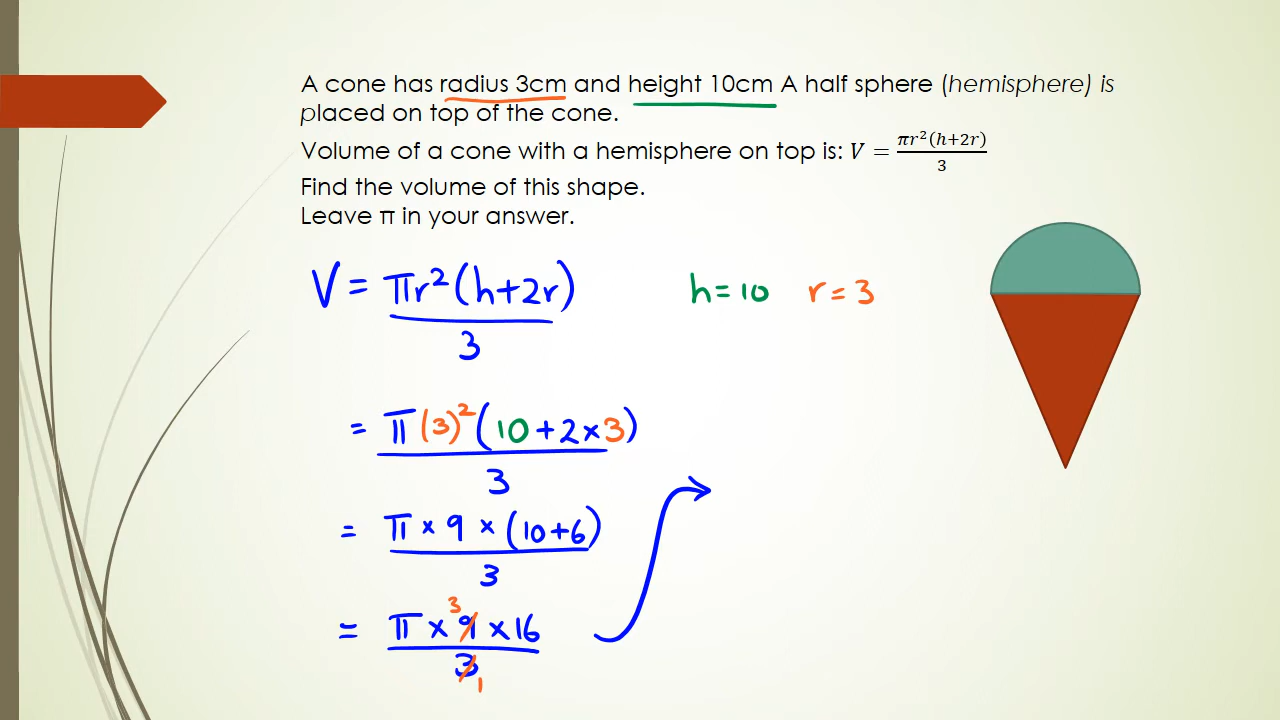 A cone has radius 3cm and height 10cm A half sphere (hemisphere) is
placed on top of the cone.
Volume of a cone with a hemisphere on top is: V = πr²(h+2r)/3
Find the volume of this shape.
Leave π in your answer.
V = πr²(h+2r)/3
h=10 r=3
= π(3)²(10+2×3)/3
= π×9×(10+6)/3
3
= π×9×16/3
1